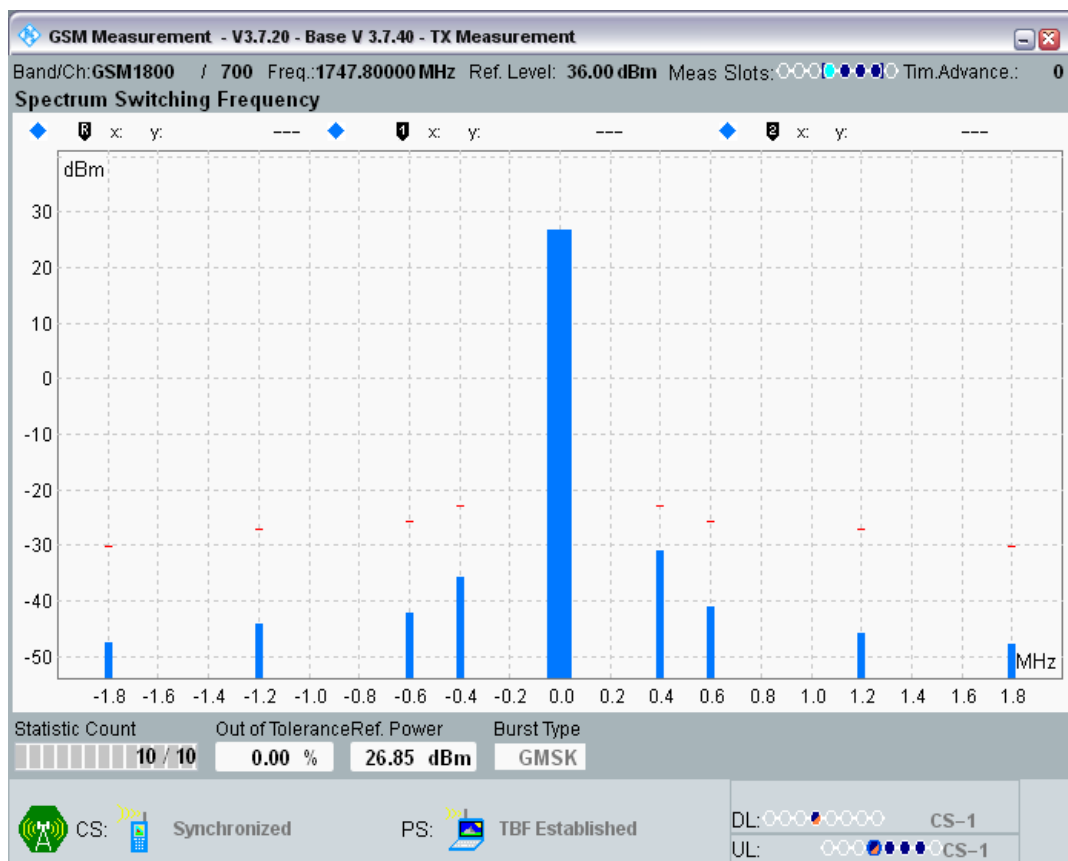 GSM Measurement - V3.7.20 - Base V 3.7.40 - TX Measurement
Band/Ch:GSM1800 / 700 Freq.:1747.80000 MHz Ref. Level: 36.00 dBm Meas Slots: Tim.Advance.: 0
Spectrum Switching Frequency
R x: y: --- 1 x: y: --- 2 x: y: ---
dBm
30
20
10
0
-10
-20
-30
-40
-50
MHz
-1.8 -1.6 -1.4 -1.2 -1.0 -0.8 -0.6 -0.4 -0.2 0.0 0.2 0.4 0.6 0.8 1.0 1.2 1.4 1.6 1.8
Statistic Count Out of Tolerance Ref. Power Burst Type
10 / 10 0.00 % 26.85 dBm GMSK
CS: Synchronized PS: TBF Established
DL: CS-1
UL: CS-1